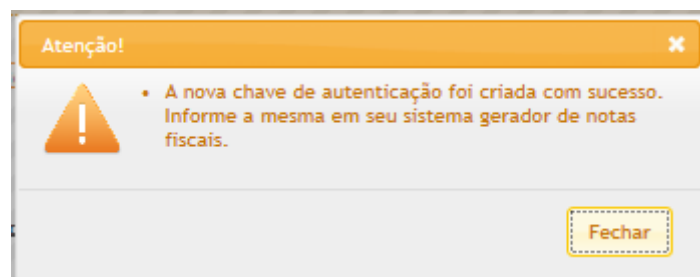 Atenção!
• A nova chave de autenticação foi criada com sucesso.
Informe a mesma em seu sistema gerador de notas
fiscais.
Fechar